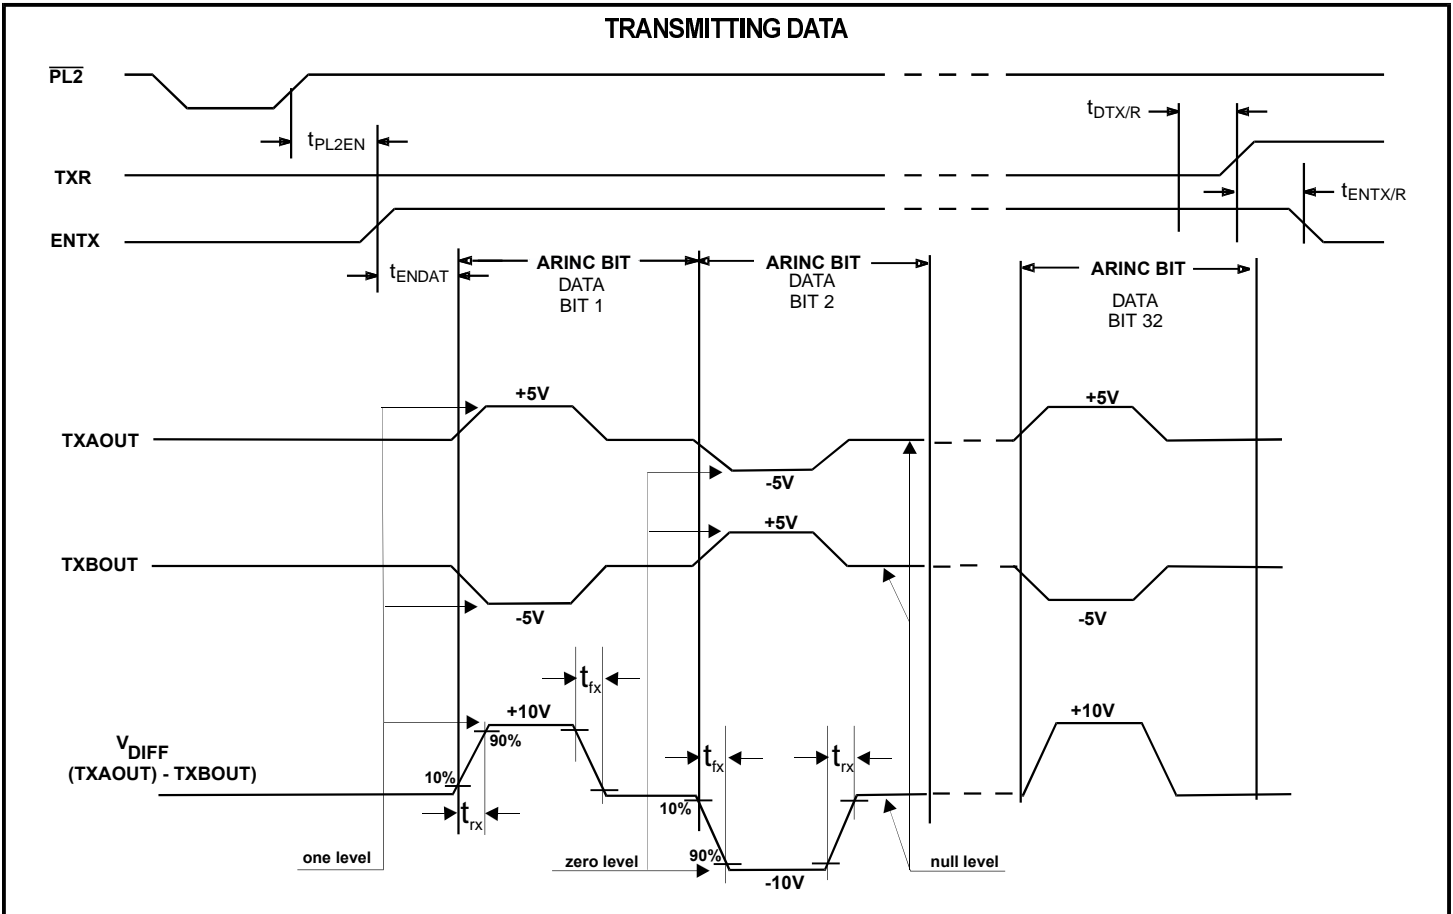 TRANSMITTING DATA
PL2
tDTX/R
tPL2EN
TXR
tENTX/R
ENTX
tENDAT
ARINC BIT
DATA
BIT 1
ARINC BIT
DATA
BIT 2
ARINC BIT
DATA
BIT 32
+5V
+5V
TXAOUT
-5V
+5V
TXBOUT
-5V
-5V
tfx
+10V
+10V
90%
VDIFF
(TXAOUT) - TXBOUT)
tfx
trx
10%
10%
trx
90%
one level
zero level
null level
-10V